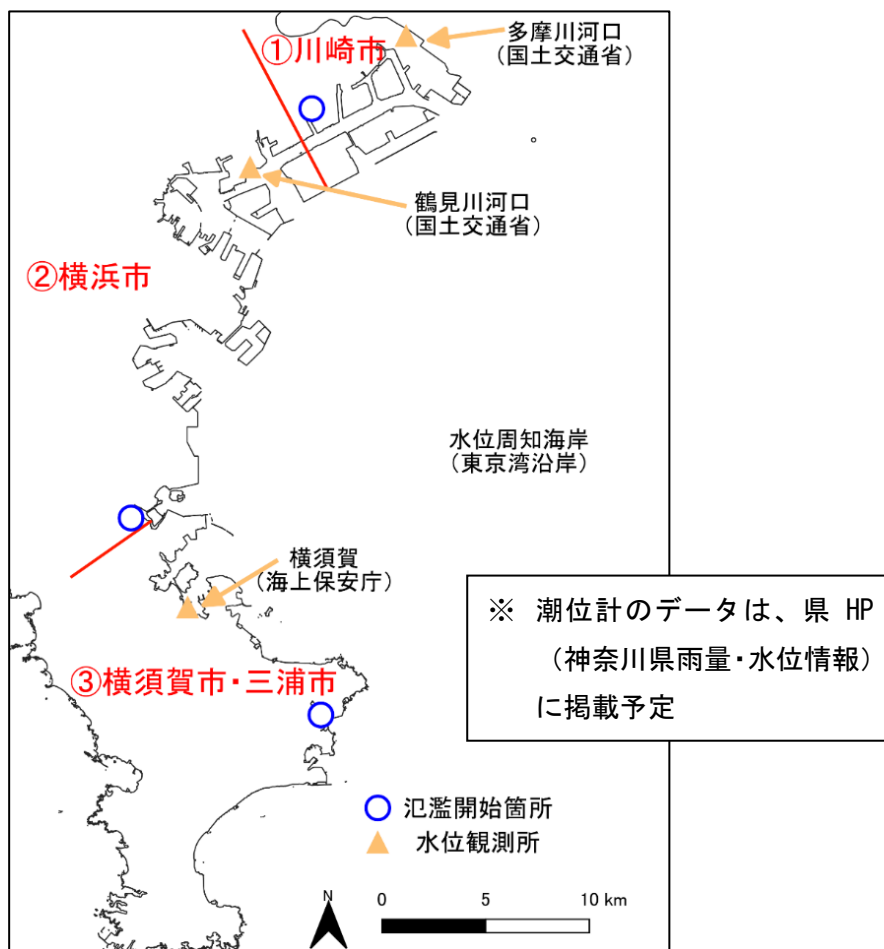 ①川崎市
多摩川河口
(国土交通省)
鶴見川河口
(国土交通省)
②横浜市
水位周知海岸
(東京湾沿岸)
横須賀
(海上保安庁)
※ 潮位計のデータは、県 HP
(神奈川県雨量・水位情報)
に掲載予定
③横須賀市・三浦市
氾濫開始箇所
水位観測所
N
0 5 10 km